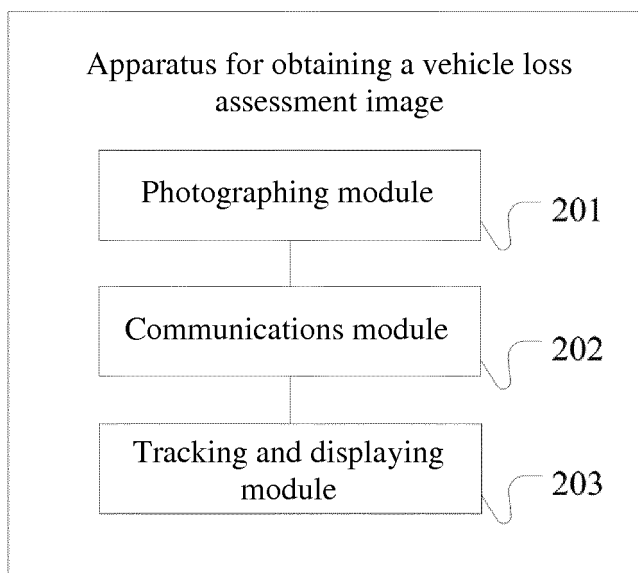 Apparatus for obtaining a vehicle loss
assessment image
Photographing module
201
Communications module
202
Tracking and displaying
module
203